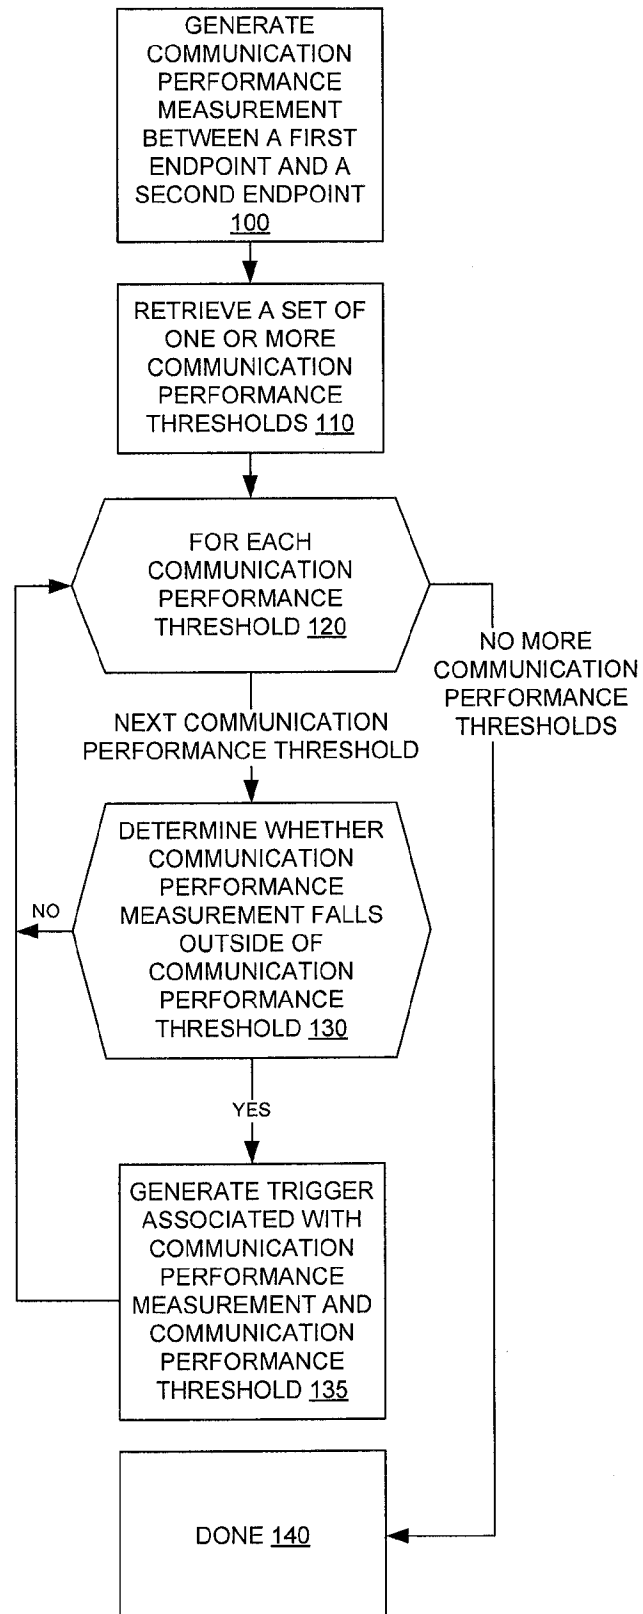 GENERATE
COMMUNICATION
PERFORMANCE
MEASUREMENT
BETWEEN A FIRST
ENDPOINT AND A
SECOND ENDPOINT
100
RETRIEVE A SET OF
ONE OR MORE
COMMUNICATION
PERFORMANCE
THRESHOLDS 110
FOR EACH
COMMUNICATION
PERFORMANCE
THRESHOLD 120
NO MORE
COMMUNICATION
PERFORMANCE
THRESHOLDS
NEXT COMMUNICATION
PERFORMANCE THRESHOLD
DETERMINE WHETHER
COMMUNICATION
PERFORMANCE
MEASUREMENT FALLS
OUTSIDE OF
COMMUNICATION
PERFORMANCE
THRESHOLD 130
NO
YES
GENERATE TRIGGER
ASSOCIATED WITH
COMMUNICATION
PERFORMANCE
MEASUREMENT AND
COMMUNICATION
PERFORMANCE
THRESHOLD 135
DONE 140